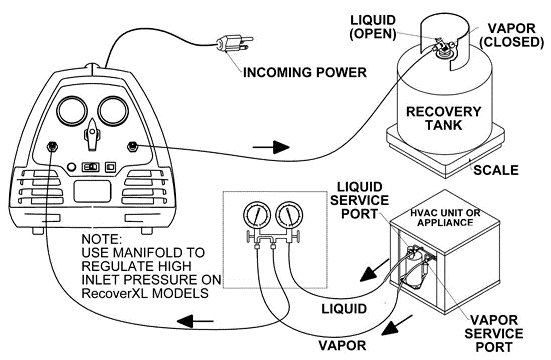 LIQUID
(OPEN)
VAPOR
(CLOSED)
INCOMING POWER
RECOVERY
TANK
SCALE
LIQUID
SERVICE
PORT
HVAC UNIT OR
APPLIANCE
NOTE:
USE MANIFOLD TO
REGULATE HIGH
INLET PRESSURE ON
RecoverXL MODELS
LIQUID
VAPOR
VAPOR
SERVICE
PORT